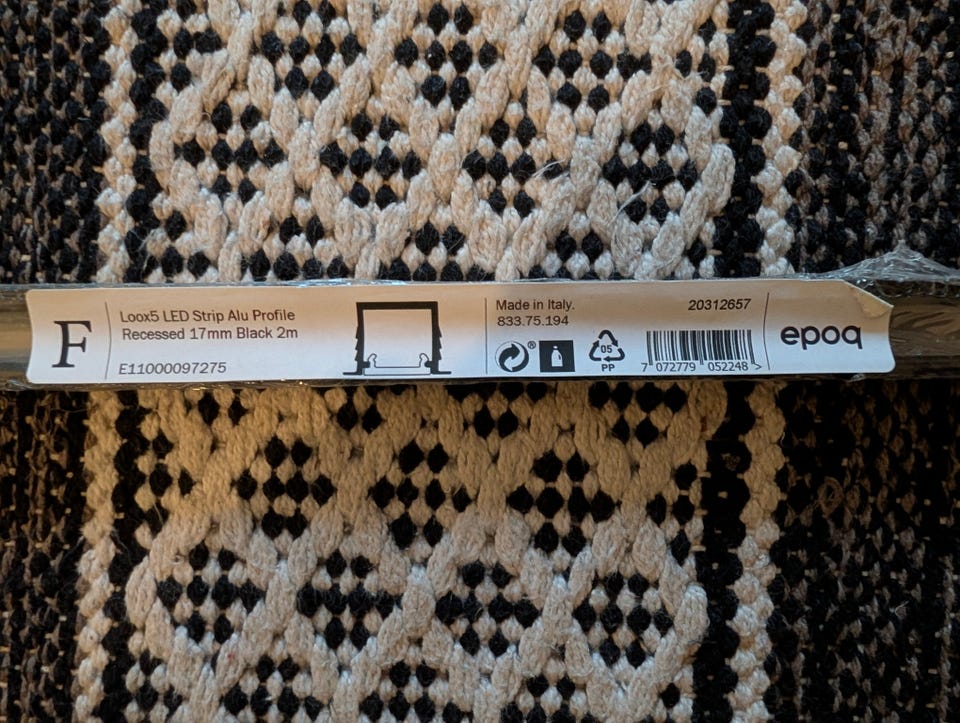 F
Loox5 LED Strip Alu Profile
Recessed 17mm Black 2m
E11000097275
Made in Italy.
833.75.194
®
05
PP
20312657
7 072779 052248 >
epoq